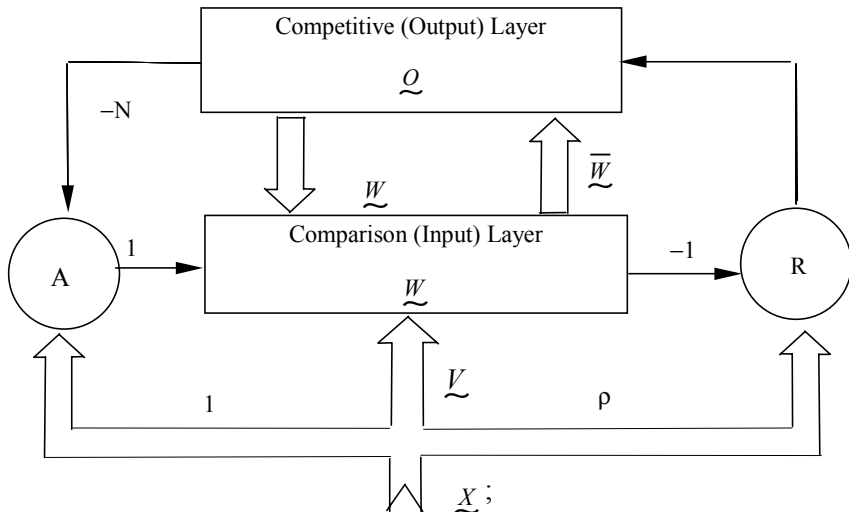 Competitive (Output) Layer
O
−N
W
W̅
Comparison (Input) Layer
1
−1
A
R
W
V
1
ρ
X ;